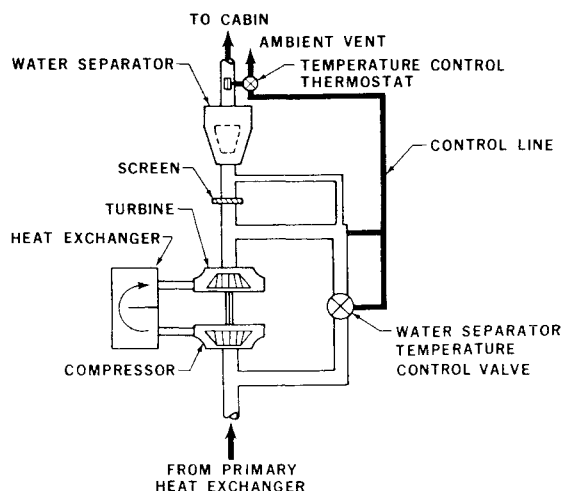 TO CABIN
AMBIENT VENT
WATER SEPARATOR
TEMPERATURE CONTROL
THERMOSTAT
CONTROL LINE
SCREEN
TURBINE
HEAT EXCHANGER
WATER SEPARATOR
TEMPERATURE
CONTROL VALVE
COMPRESSOR
FROM PRIMARY
HEAT EXCHANGER